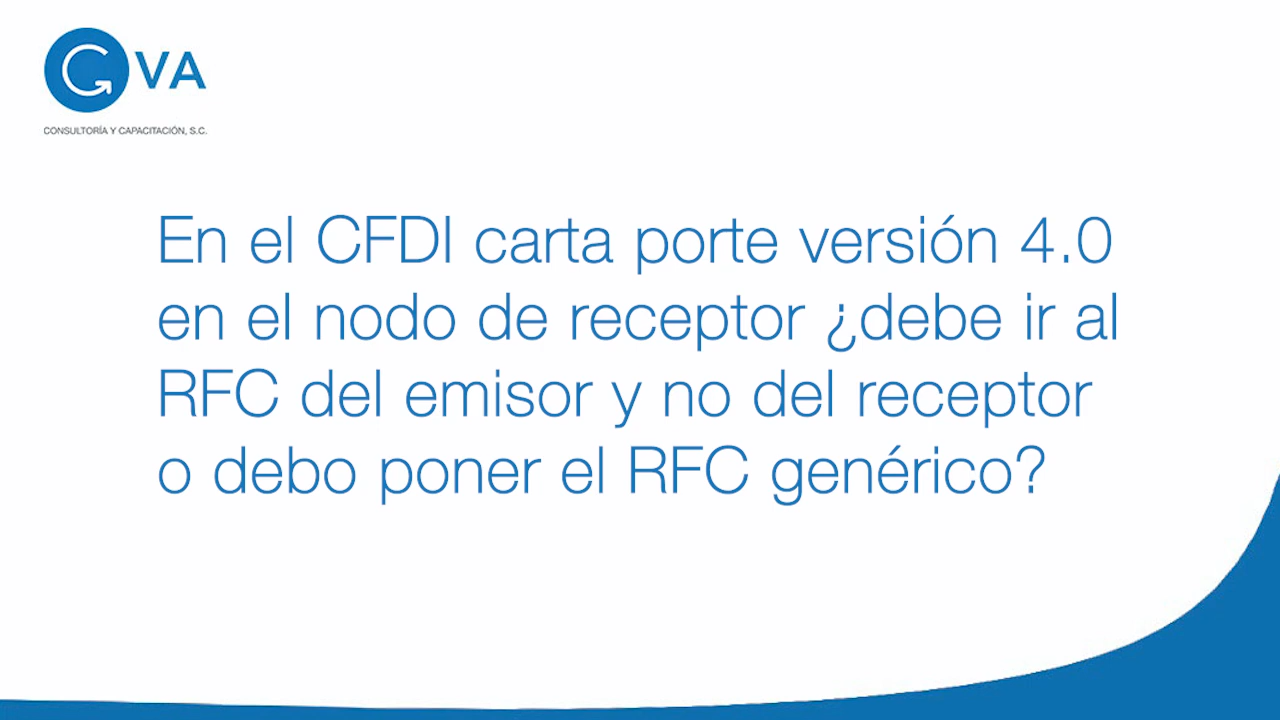 GVA
CONSULTORÍA Y CAPACITACIÓN, S.C.
En el CFDI carta porte versión 4.0
en el nodo de receptor ¿debe ir al
RFC del emisor y no del receptor
o debo poner el RFC genérico?